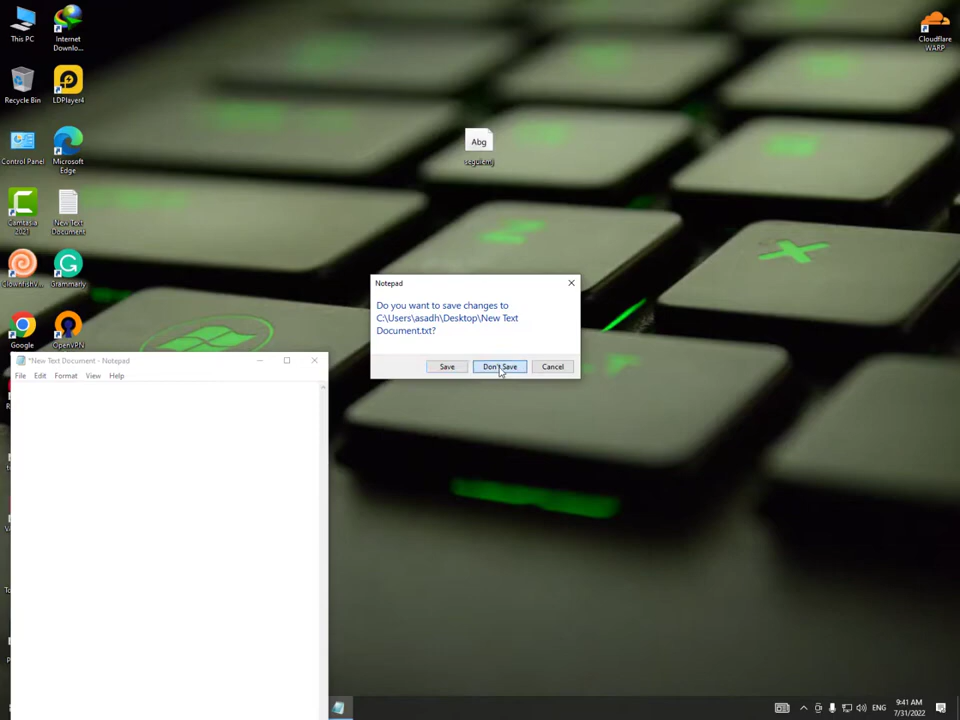 This PC
Internet
Downlo...
Cloudflare
WARP
Recycle Bin
LDPlayer4
Control Panel
Microsoft
Edge
Abg
Camtasia
2021
New Text
Document
Grammarly
Google
OpenVPN
Notepad
Do you want to save changes to
C:\Users\asadh\Desktop\New Text
Document.txt?
Save
Don't Save
Cancel
*New Text Document - Notepad
File Edit Format View Help
ENG
9:41 AM
7/31/2022